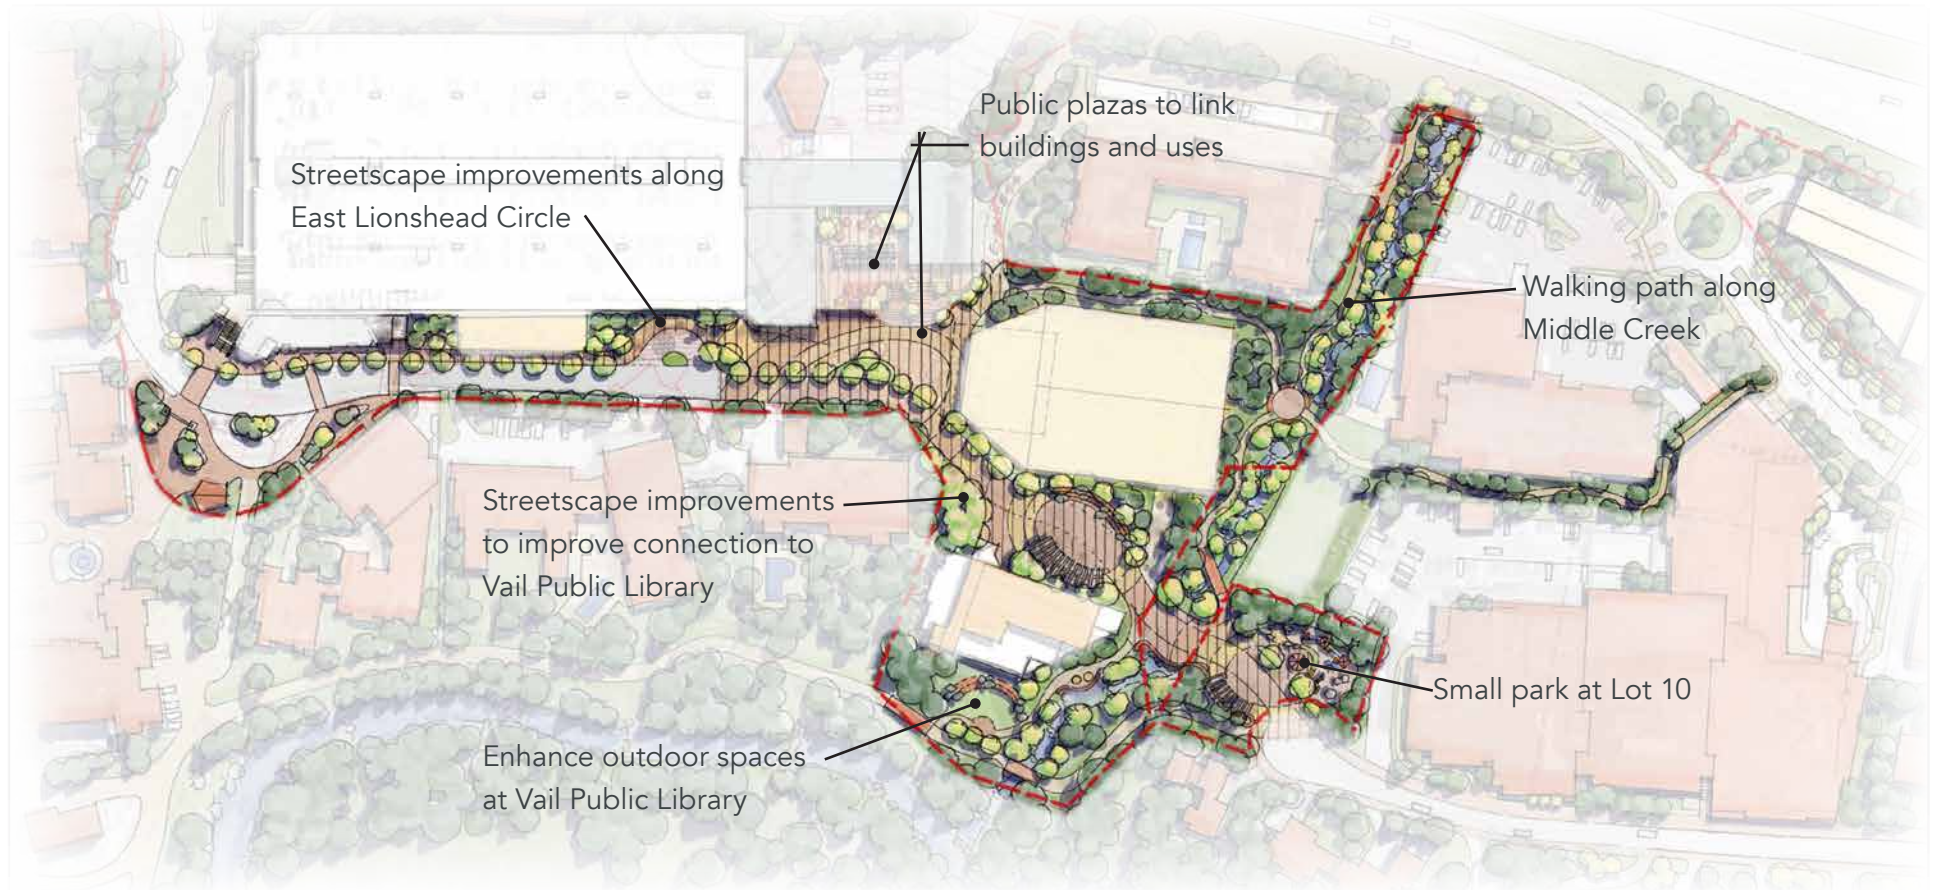 Public plazas to link
buildings and uses
Streetscape improvements along
East Lionshead Circle
Walking path along
Middle Creek
Streetscape improvements
to improve connection to
Vail Public Library
Small park at Lot 10
Enhance outdoor spaces
at Vail Public Library